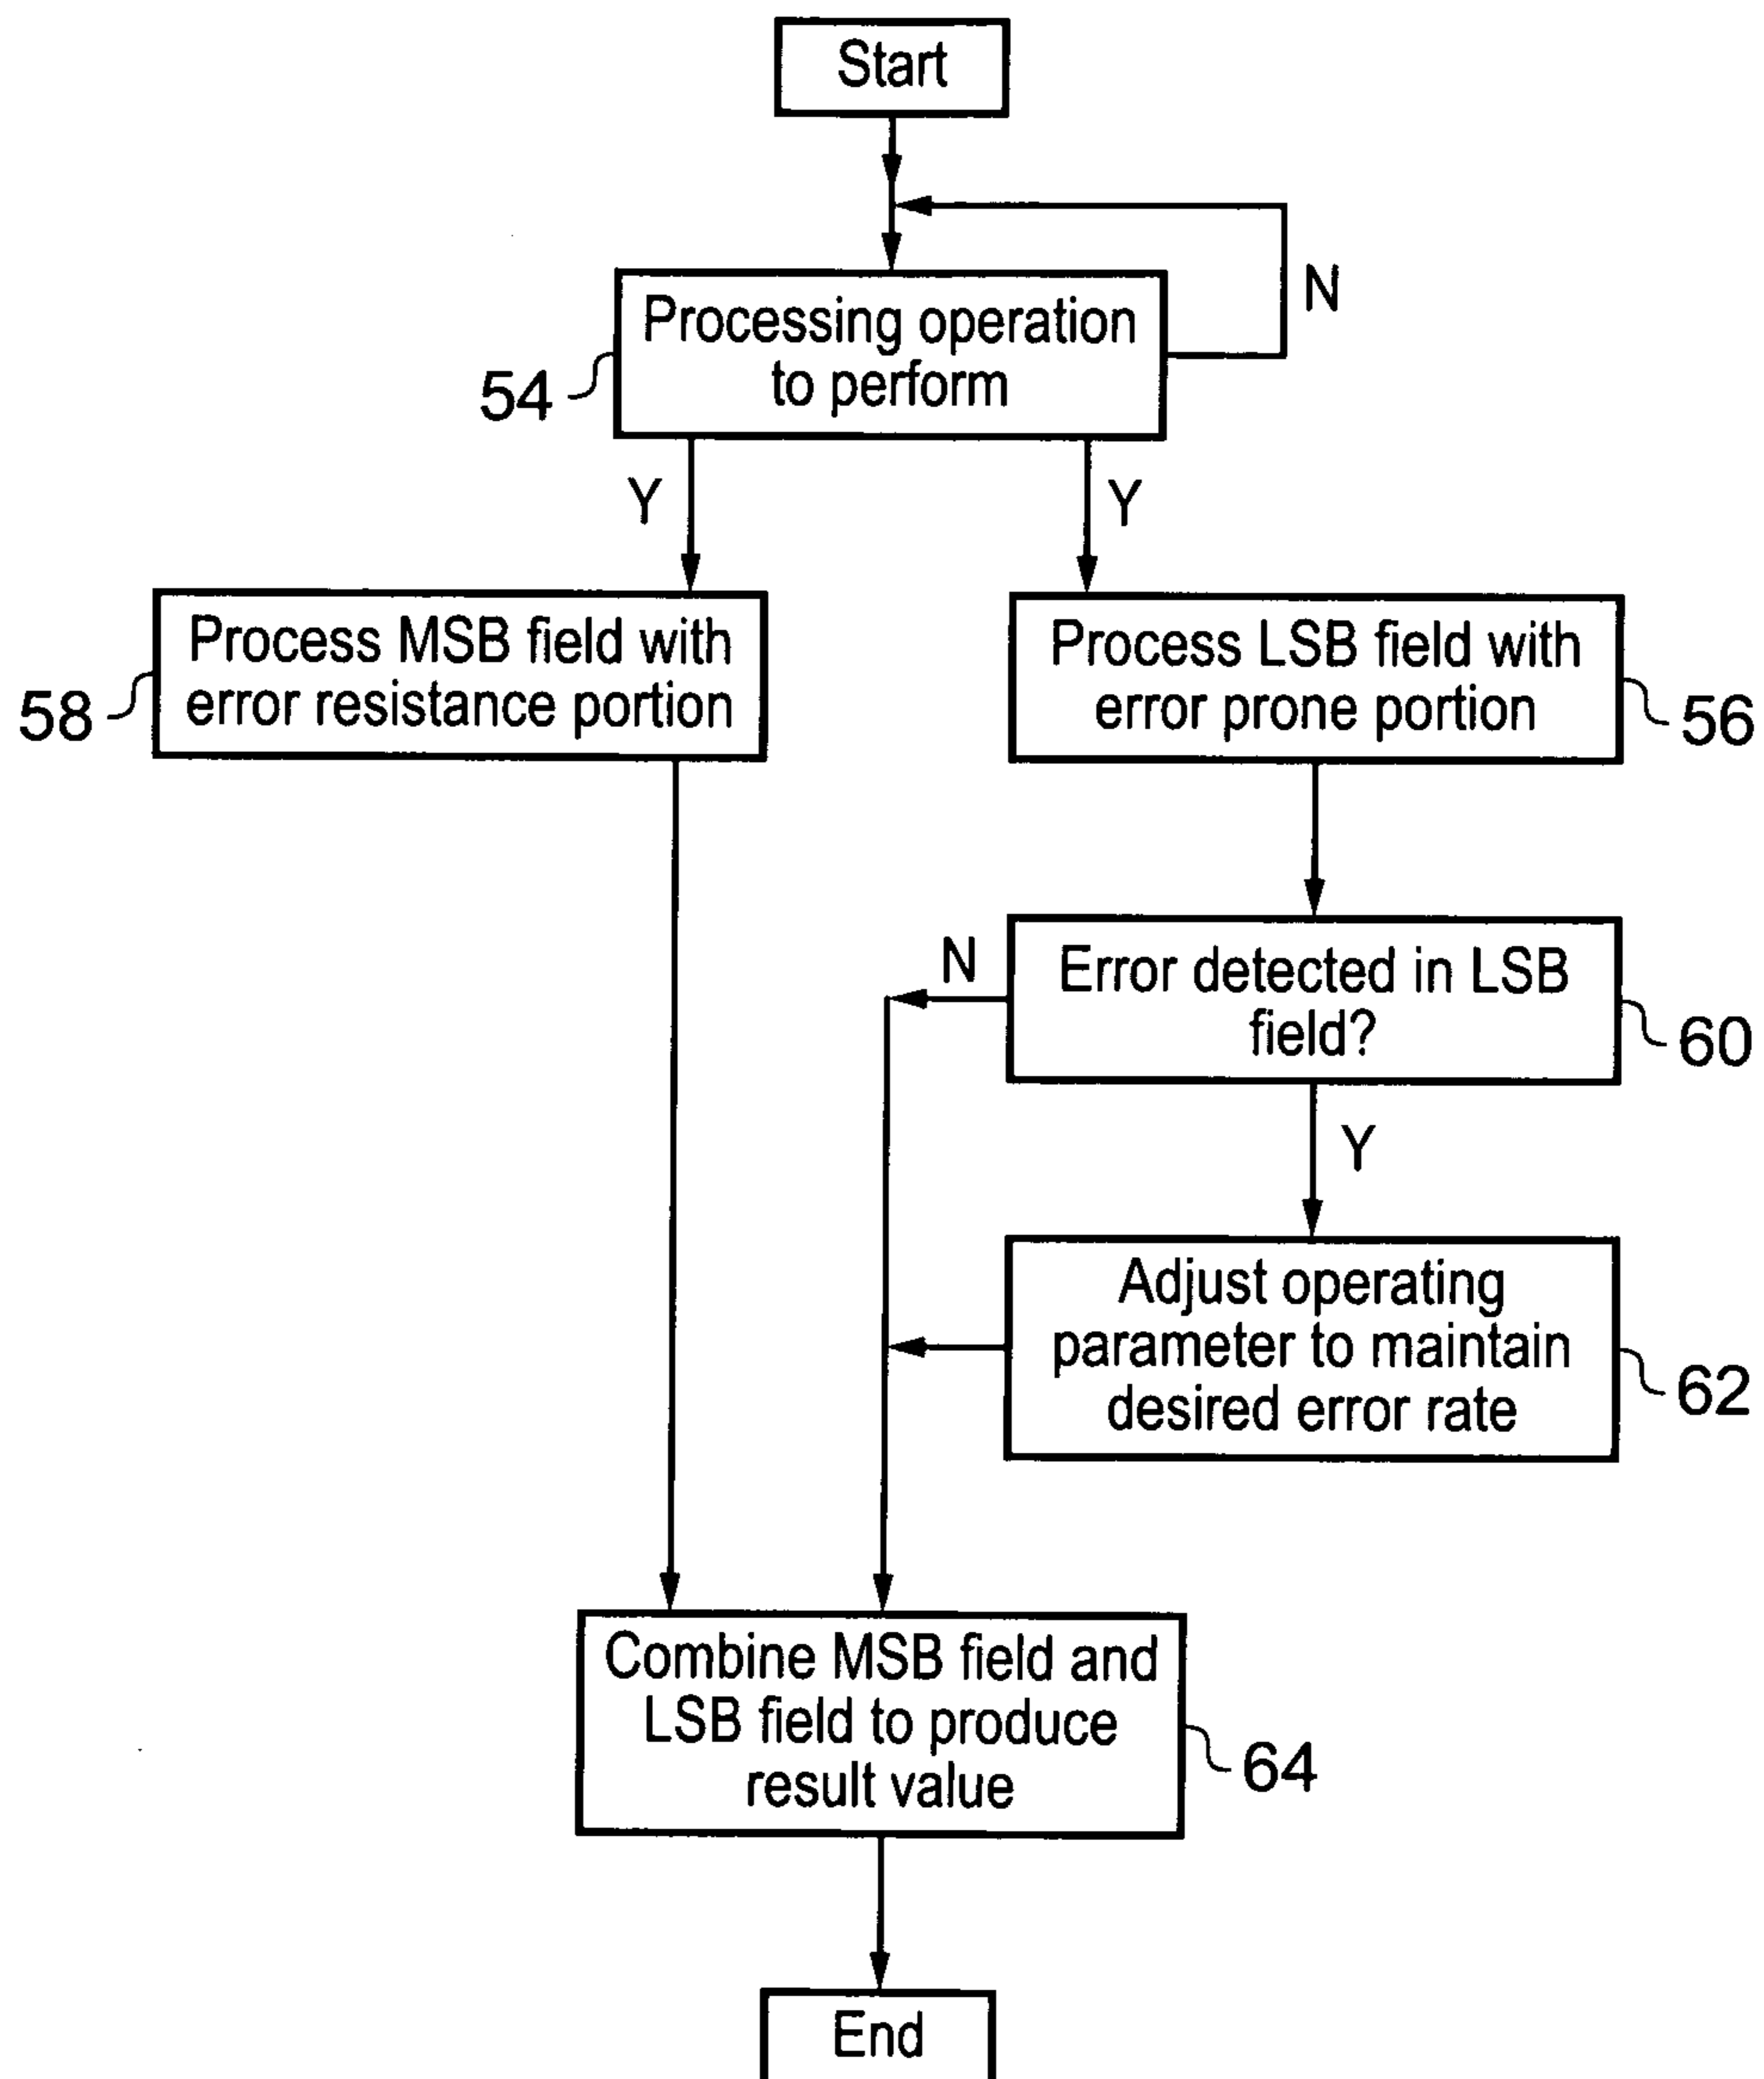 Start
N
Processing operation
to perform
54
Y
Y
Process MSB field with
error resistance portion
58
Process LSB field with
error prone portion
56
N
Error detected in LSB
field?
60
Y
Adjust operating
parameter to maintain
desired error rate
62
Combine MSB field and
LSB field to produce
result value
64
End